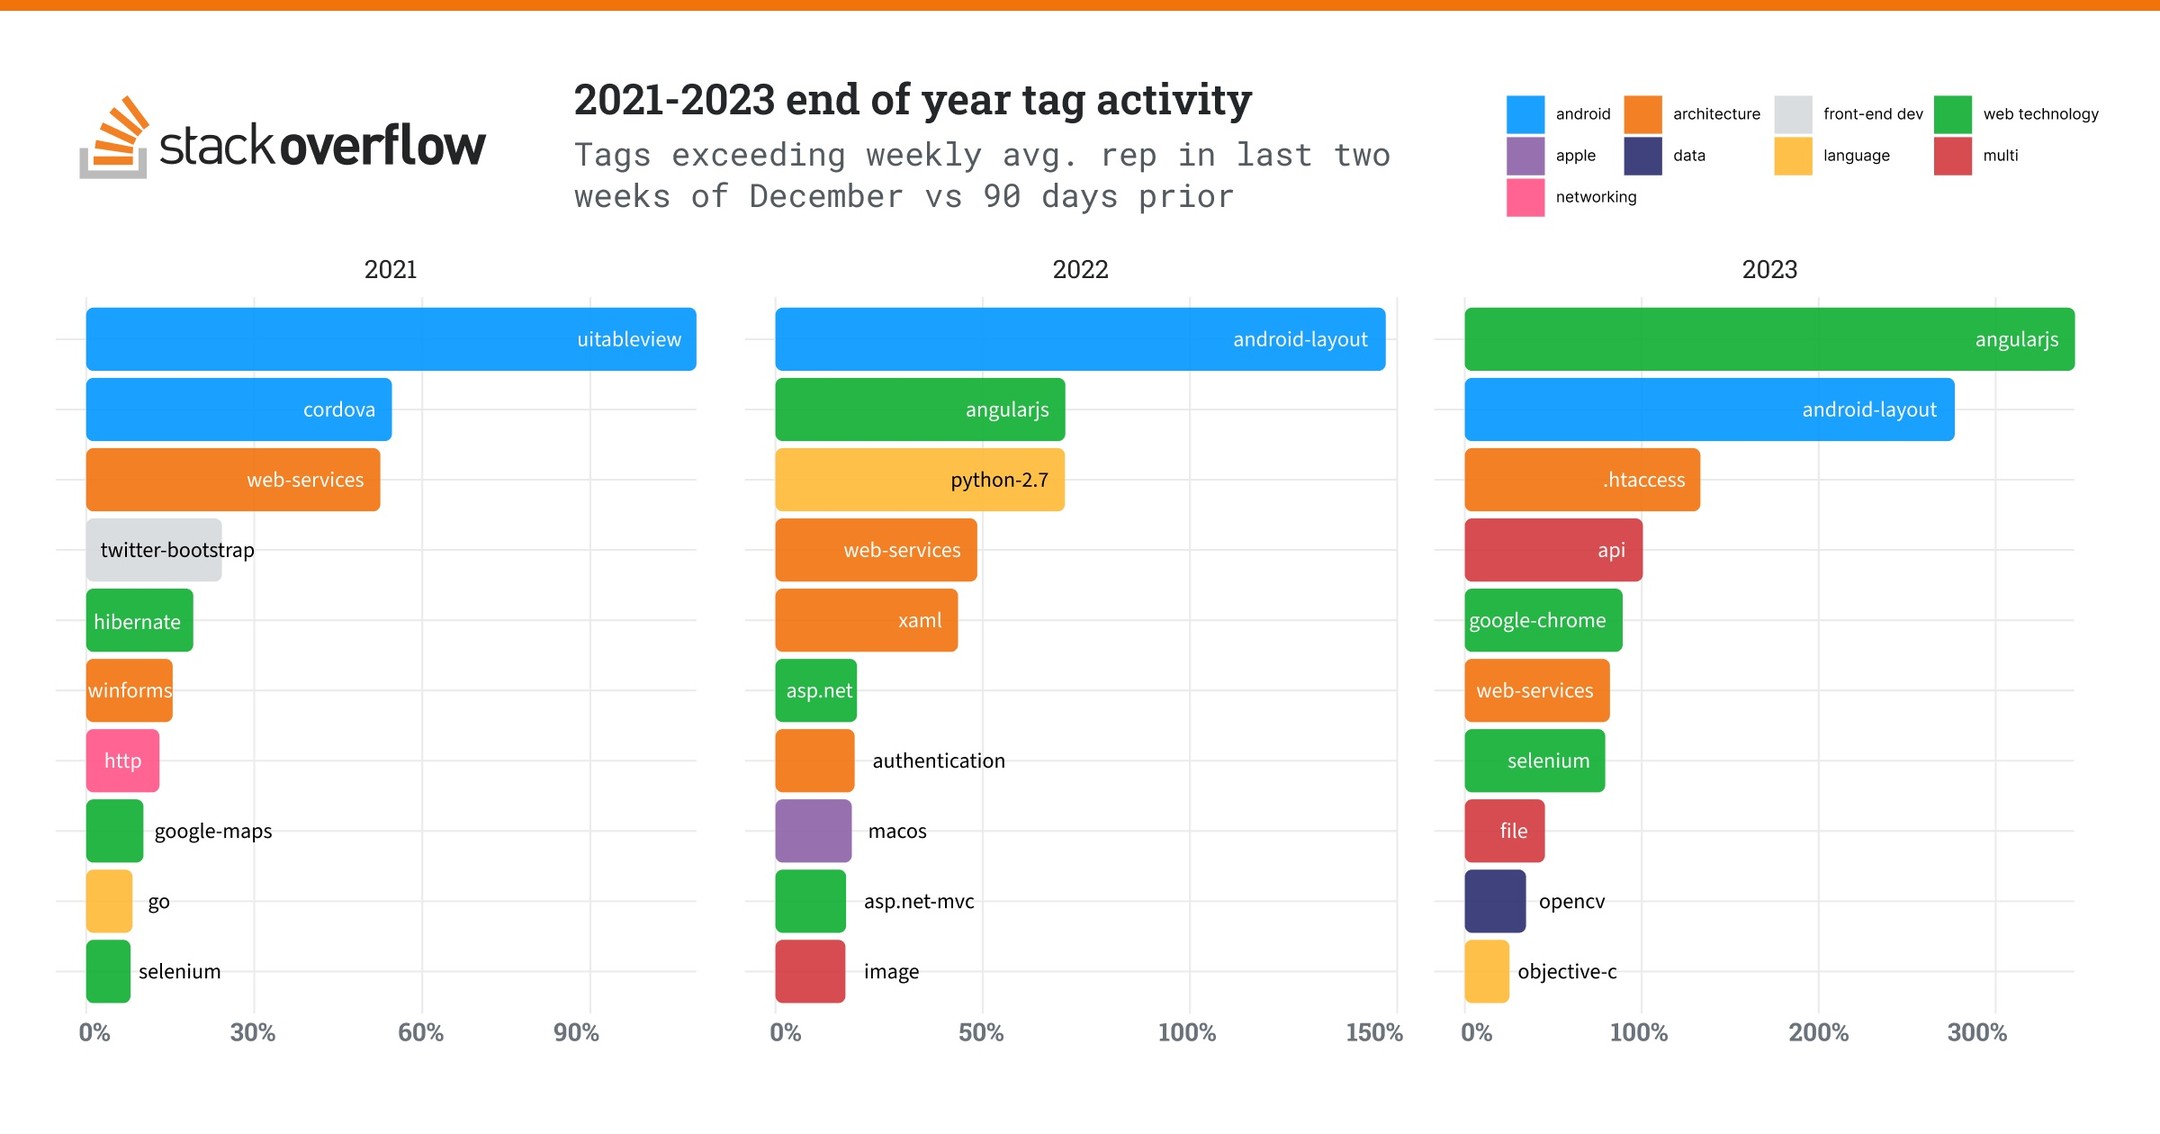 stackoverflow
2021-2023 end of year tag activity
Tags exceeding weekly avg. rep in last two
weeks of December vs 90 days prior
android architecture front-end dev web technology
apple data language multi
networking
2021
uitableview
cordova
web-services
twitter-bootstrap
hibernate
winforms
http
google-maps
go
selenium
0% 30% 60% 90%
2022
android-layout
angularjs
python-2.7
web-services
xaml
asp.net
authentication
macos
asp.net-mvc
image
0% 50% 100% 150%
2023
angularjs
android-layout
.htaccess
api
google-chrome
web-services
selenium
file
opencv
objective-c
0% 100% 200% 300%